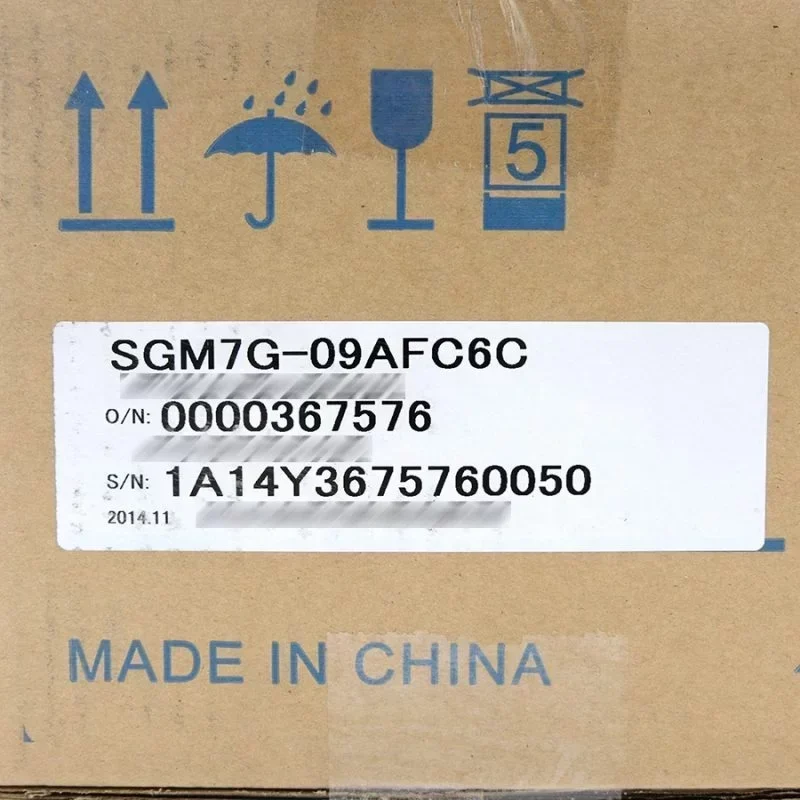 5
SGM7G-09AFC6C
O/N: 0000367576
S/N: 1A14Y3675760050
2014.11
MADE IN CHINA